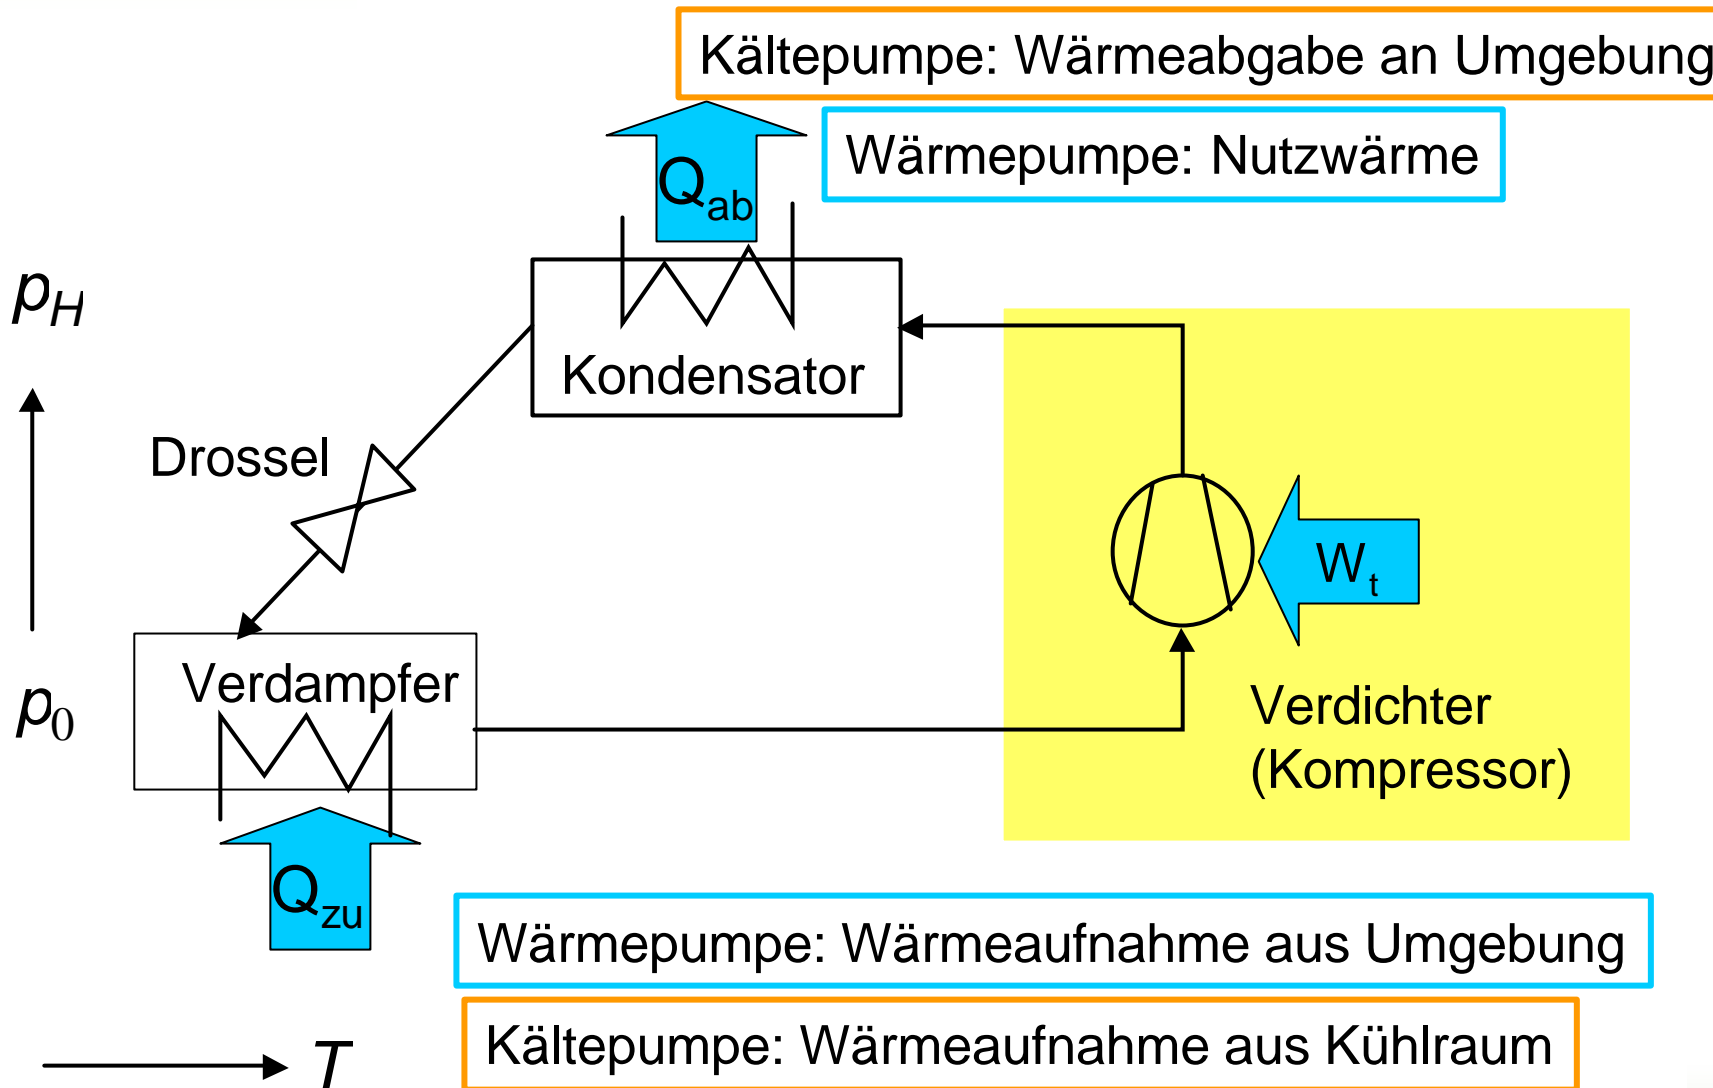 Kältepumpe: Wärmeabgabe an Umgebung
Wärmepumpe: Nutzwärme
Qab
pH
Kondensator
Drossel
Wt
Verdampfer
p0
Verdichter
(Kompressor)
Qzu
Wärmepumpe: Wärmeaufnahme aus Umgebung
Kältepumpe: Wärmeaufnahme aus Kühlraum
T